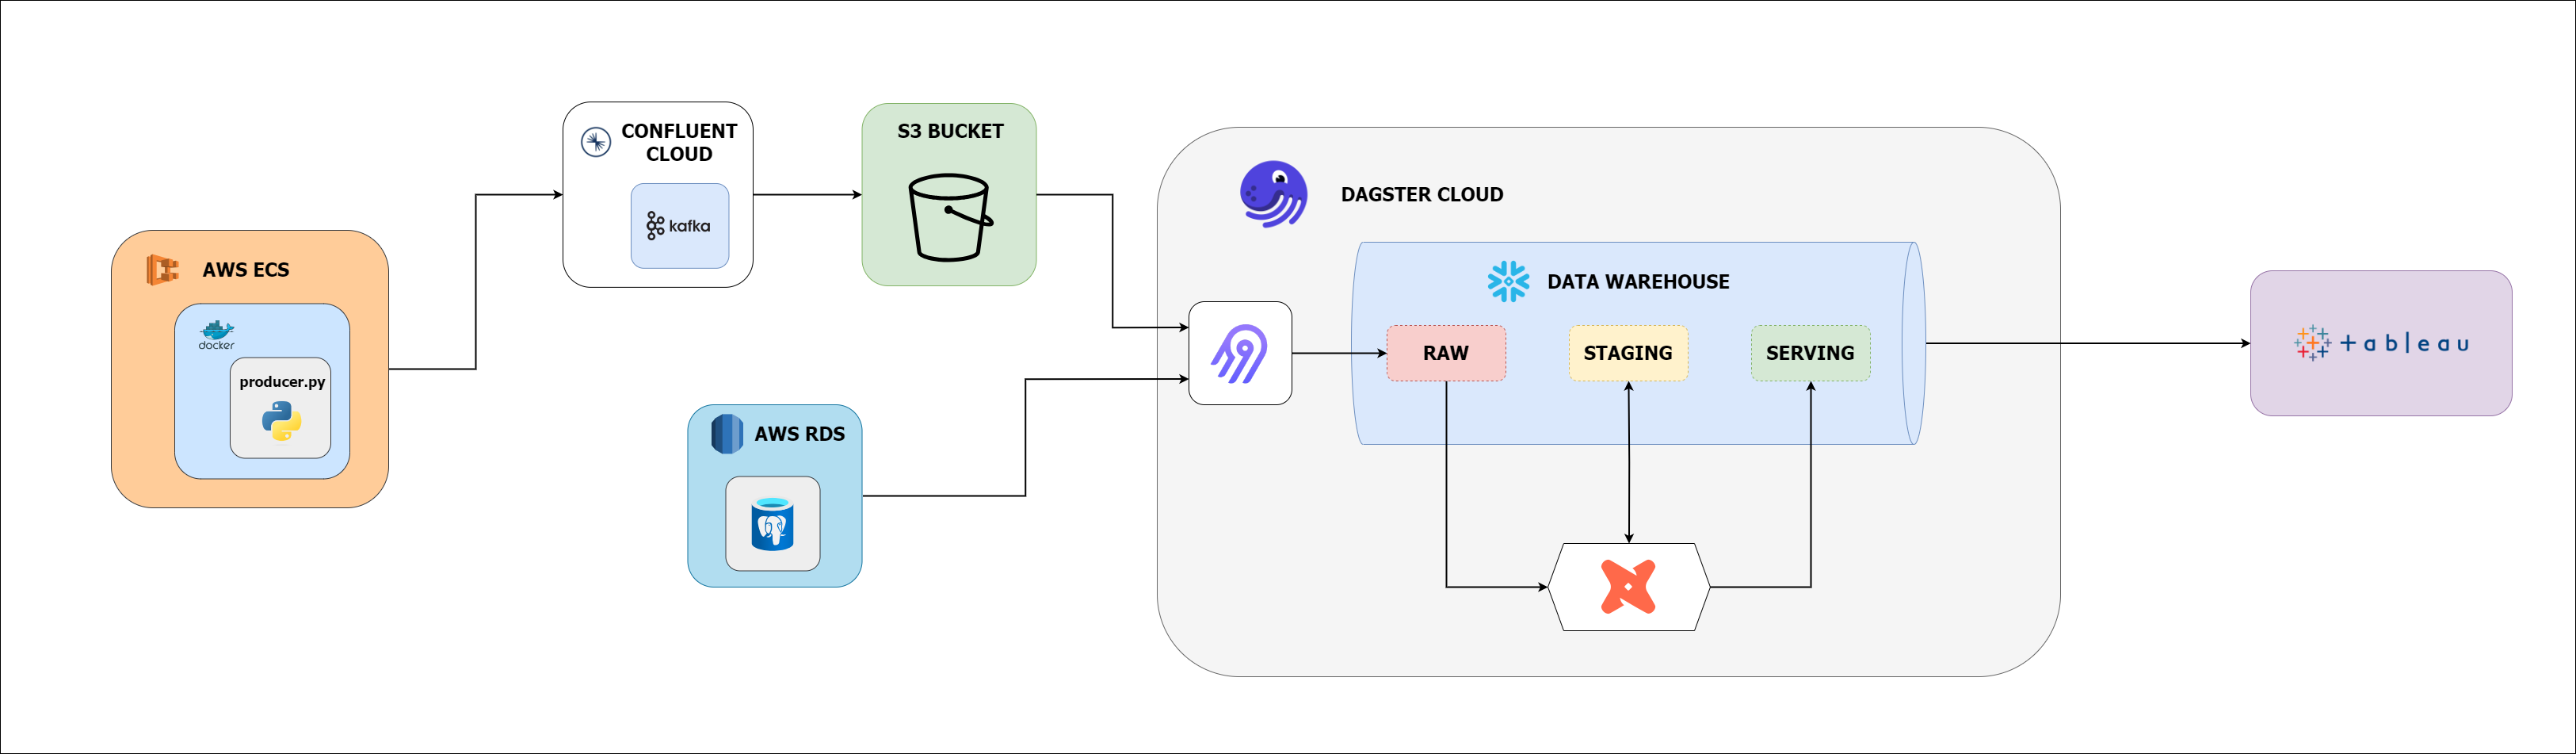 AWS ECS
docker
producer.py
CONFLUENT
CLOUD
kafka
S3 BUCKET
AWS RDS
DAGSTER CLOUD
DATA WAREHOUSE
RAW
STAGING
SERVING
+ableau